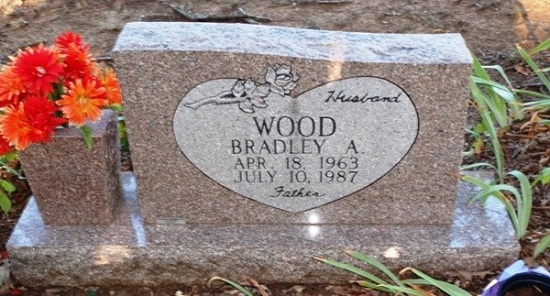 Husband
WOOD
BRADLEY A.
APR. 18, 1963
JULY 10, 1987
Father